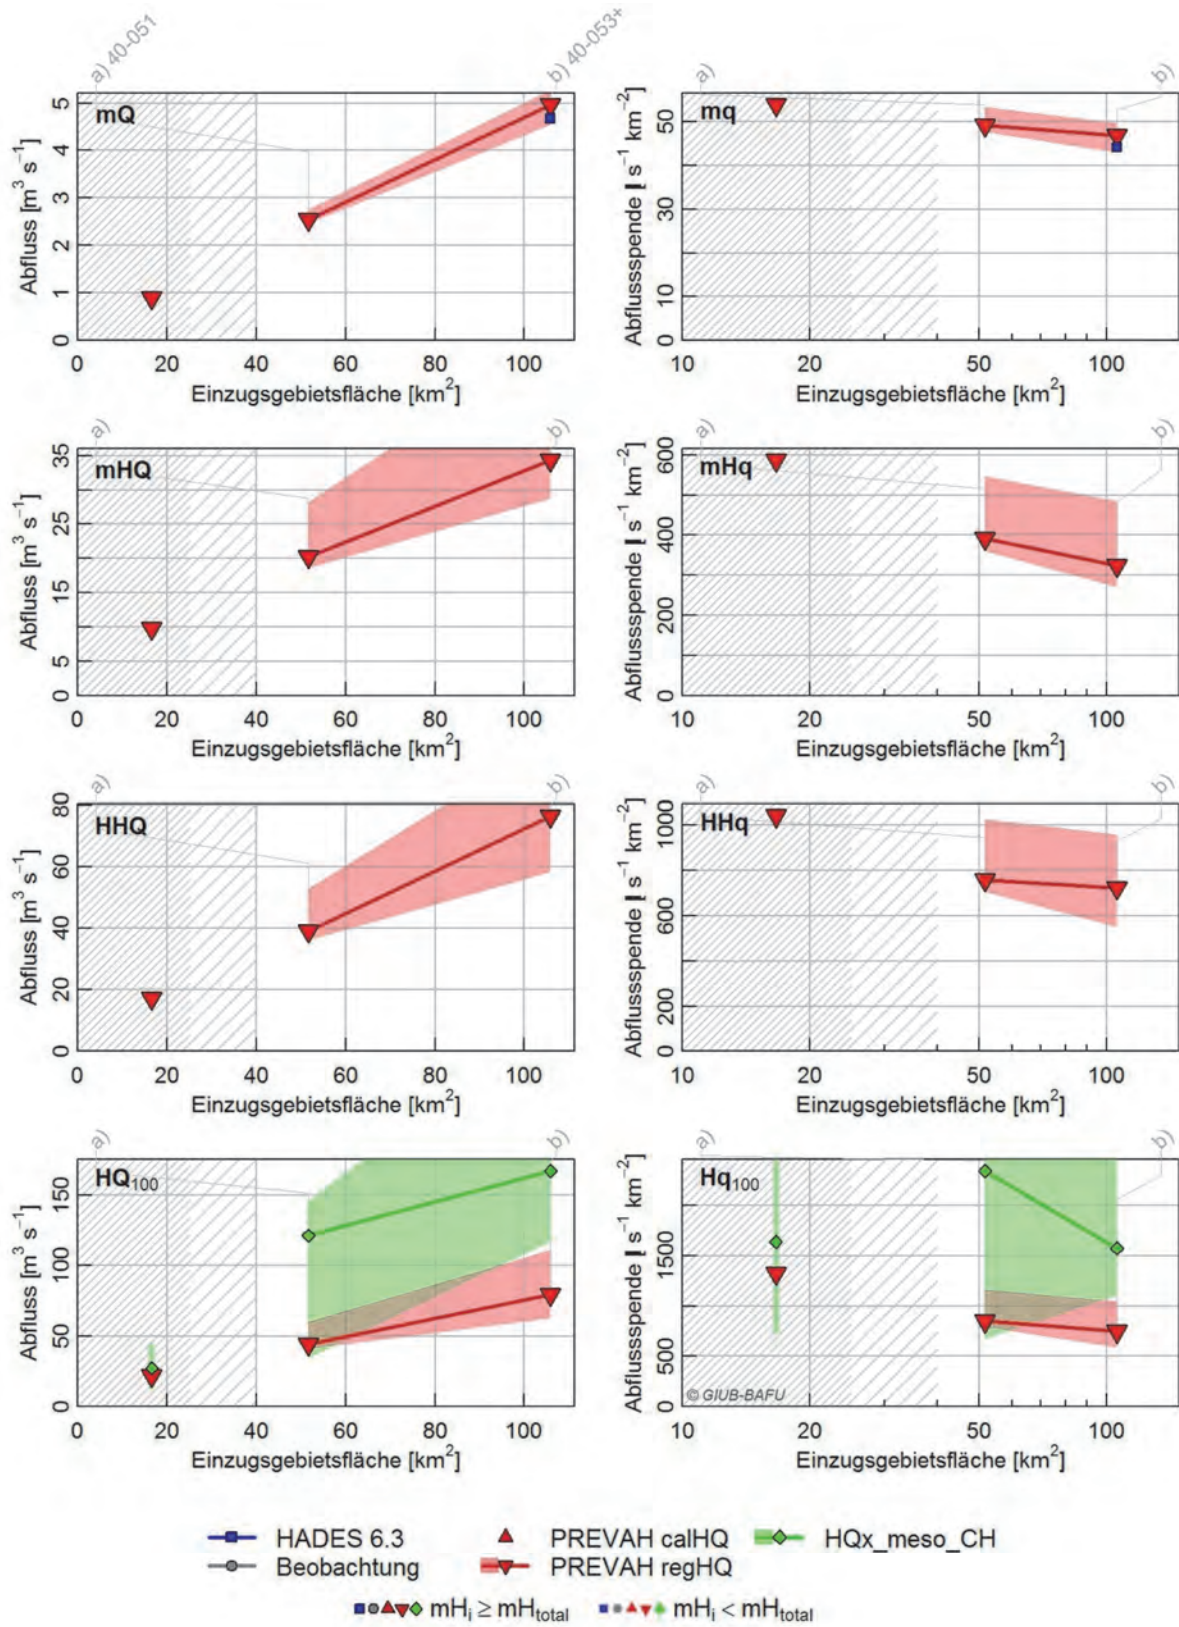 a) 40-051
b) 40-053+
a)
b)
mQ
Abfluss [m³ s⁻¹]
0 1 2 3 4 5
0 20 40 60 80 100
Einzugsgebietsfläche [km²]
mq
Abflussspende [l s⁻¹ km⁻²]
0 10 30 50
10 20 50 100
Einzugsgebietsfläche [km²]
a)
b)
a)
b)
mHQ
Abfluss [m³ s⁻¹]
0 5 15 25 35
0 20 40 60 80 100
Einzugsgebietsfläche [km²]
mHq
Abflussspende [l s⁻¹ km⁻²]
0 200 400 600
10 20 50 100
Einzugsgebietsfläche [km²]
a)
b)
a)
b)
HHQ
Abfluss [m³ s⁻¹]
0 20 40 60 80
0 20 40 60 80 100
Einzugsgebietsfläche [km²]
HHq
Abflussspende [l s⁻¹ km⁻²]
0 200 600 1000
10 20 50 100
Einzugsgebietsfläche [km²]
a)
b)
a)
b)
HQ₁₀₀
Abfluss [m³ s⁻¹]
0 50 100 150
0 20 40 60 80 100
Einzugsgebietsfläche [km²]
Hq₁₀₀
Abflussspende [l s⁻¹ km⁻²]
0 500 1500
© GIUB-BAFU
10 20 50 100
Einzugsgebietsfläche [km²]
HADES 6.3 PREVAH calHQ HQx_meso_CH
Beobachtung PREVAH regHQ
mHᵢ ≥ mH_total mHᵢ < mH_total